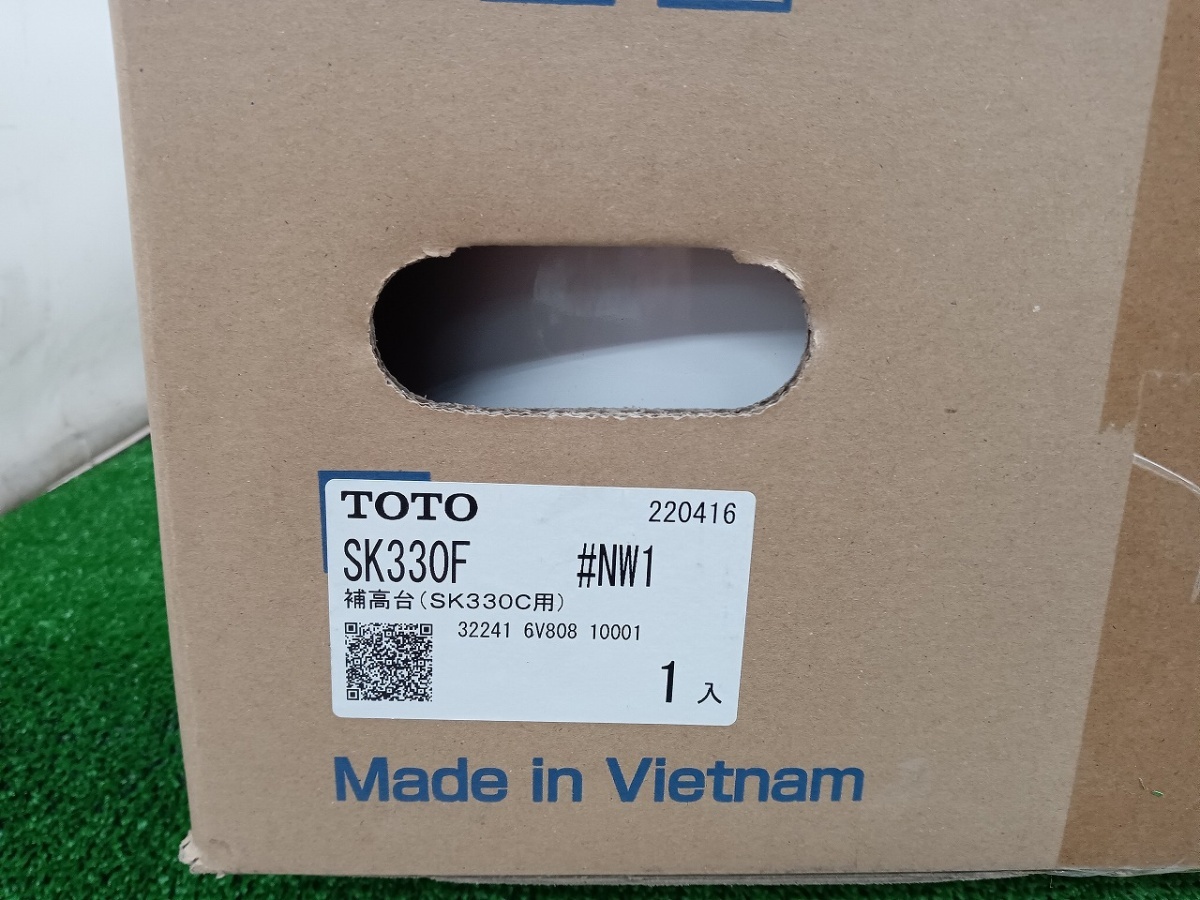 TOTO 220416
SK330F #NW1
補高台(SK330C用)
32241 6V808 10001
1 入
Made in Vietnam